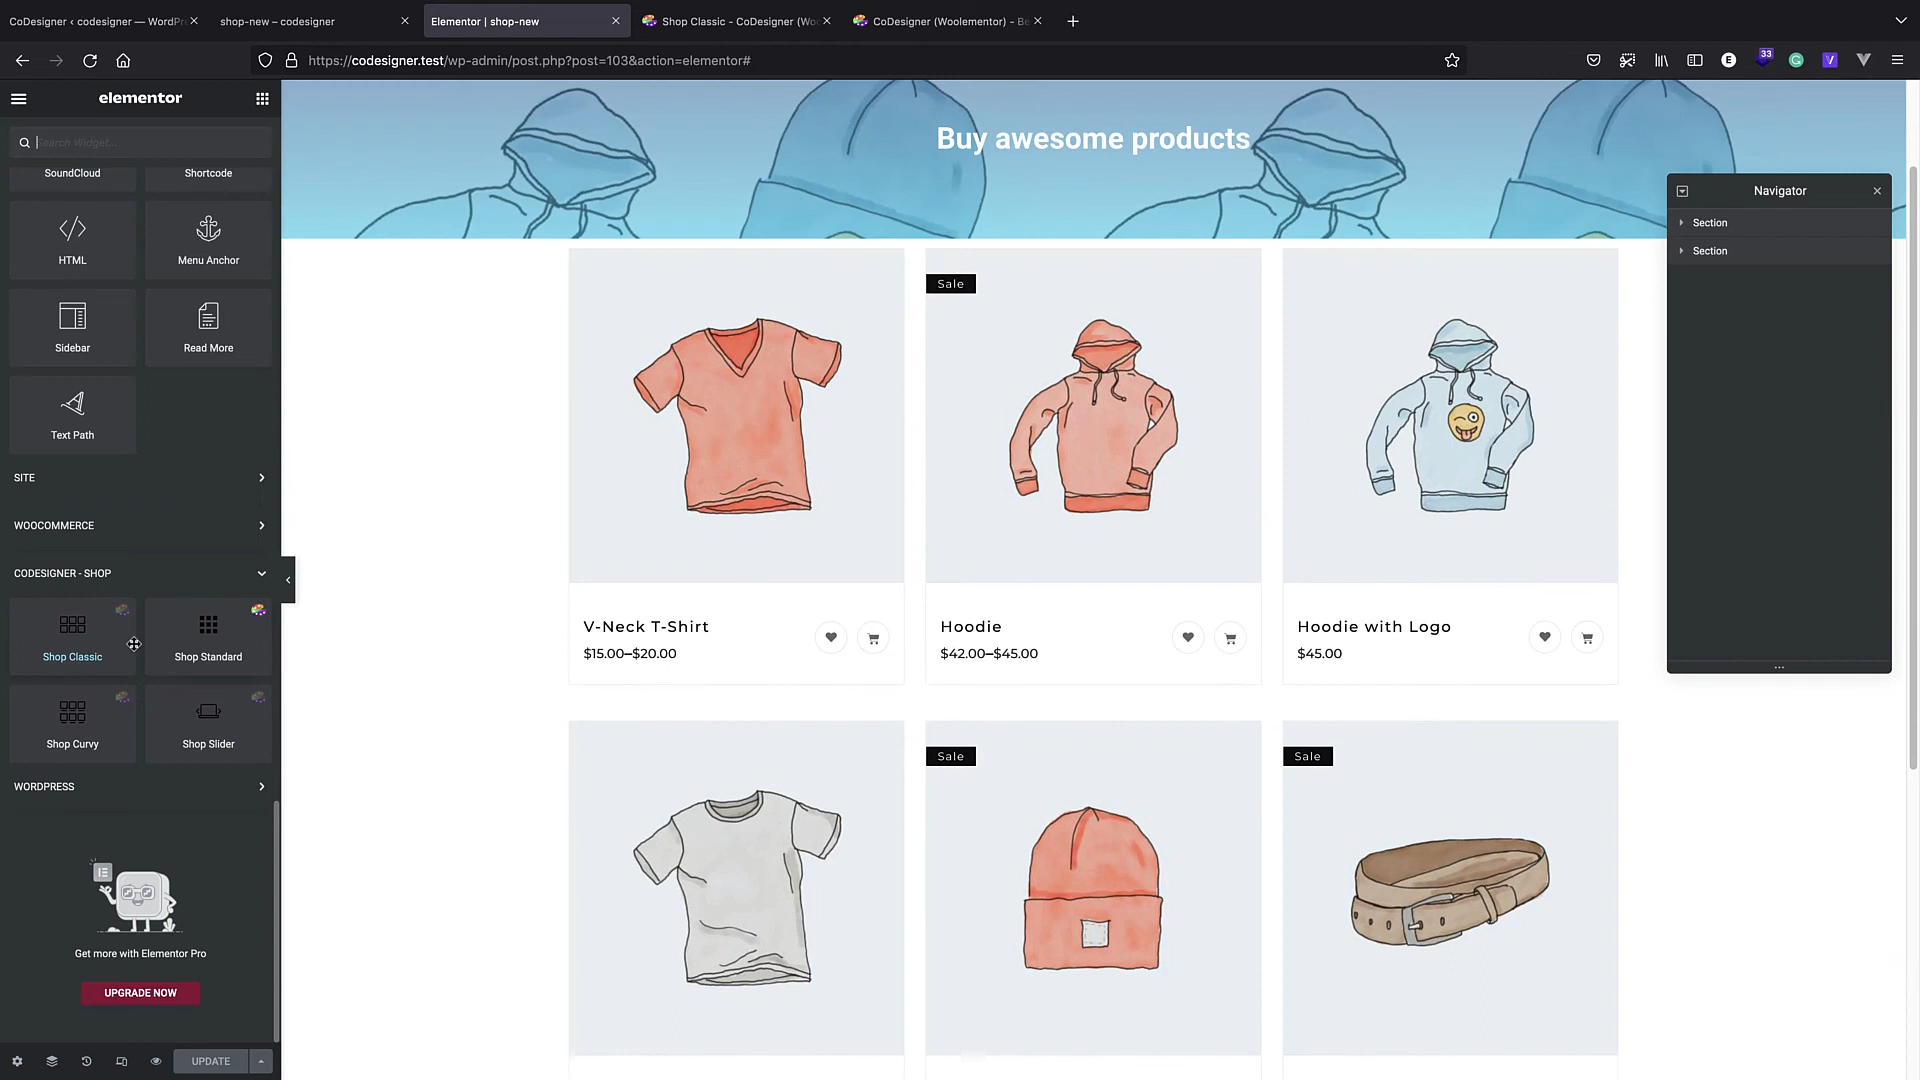 CoDesigner ‹ codesigner — WordPr
shop-new – codesigner
Elementor | shop-new
Shop Classic - CoDesigner (Woo
CoDesigner (Woolementor) - Be
https://codesigner.test/wp-admin/post.php?post=103&action=elementor#
33
elementor
Search Widget...
SoundCloud
Shortcode
HTML
Menu Anchor
Sidebar
Read More
Text Path
SITE
WOOCOMMERCE
CODESIGNER - SHOP
Shop Classic
Shop Standard
Shop Curvy
Shop Slider
WORDPRESS
Get more with Elementor Pro
UPGRADE NOW
UPDATE
Buy awesome products
Navigator
Section
Section
Sale
V-Neck T-Shirt
$15.00–$20.00
Hoodie
$42.00–$45.00
Hoodie with Logo
$45.00
Sale
Sale